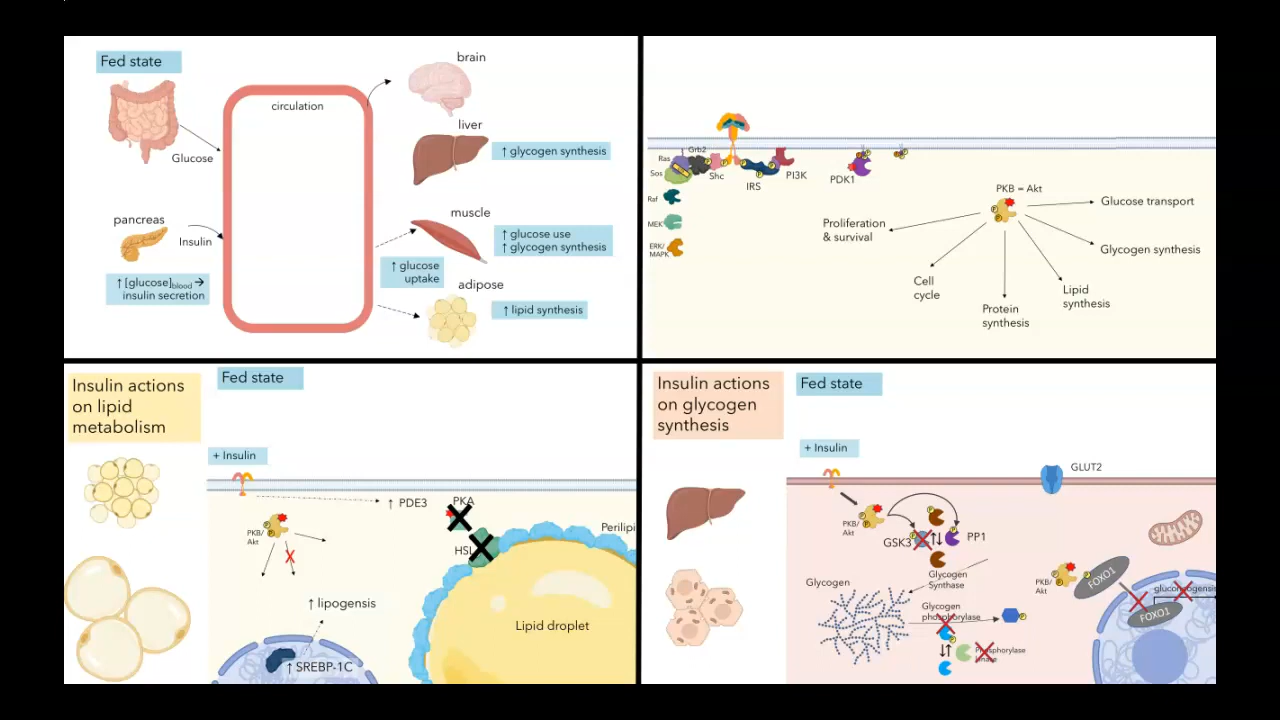 Fed state
brain
circulation
liver
↑ glycogen synthesis
Glucose
pancreas
Insulin
muscle
↑ glucose use
↑ glycogen synthesis
↑ glucose
uptake
↑ [glucose]blood →
insulin secretion
adipose
↑ lipid synthesis
Ras
Grb2
Sos
Shc
IRS
PI3K
PDK1
P
Raf
MEK
ERK/
MAPK
PKB = Akt
P
P
Glucose transport
Proliferation
& survival
Glycogen synthesis
Cell
cycle
Lipid
synthesis
Protein
synthesis
Insulin actions
on lipid
metabolism
Fed state
+ Insulin
↑ PDE3
PKA
PKB/
Akt
P
P
HSL
Perilipi
↑ lipogensis
Lipid droplet
↑ SREBP-1C
Insulin actions
on glycogen
synthesis
Fed state
+ Insulin
GLUT2
PKB/
Akt
P
P
P
P
GSK3
P
PP1
Glycogen
Synthase
Glycogen
PKB/
Akt
P
P
P
FOXO1
Glycogen
phosphorylase
P
FOXO1
Phosphorylase